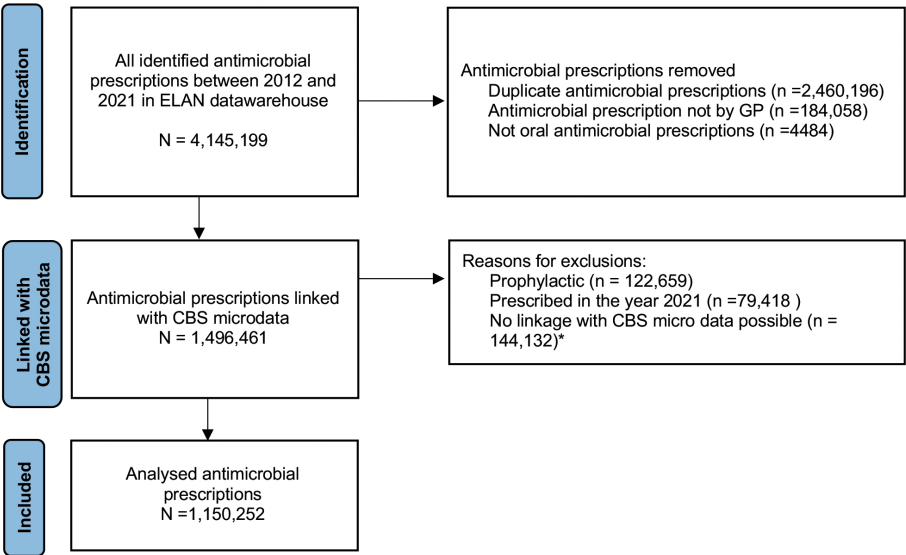 Identification
All identified antimicrobial
prescriptions between 2012 and
2021 in ELAN datawarehouse
N = 4,145,199
Antimicrobial prescriptions removed
Duplicate antimicrobial prescriptions (n =2,460,196)
Antimicrobial prescription not by GP (n =184,058)
Not oral antimicrobial prescriptions (n =4484)
Linked with
CBS microdata
Antimicrobial prescriptions linked
with CBS microdata
N = 1,496,461
Reasons for exclusions:
Prophylactic (n = 122,659)
Prescribed in the year 2021 (n =79,418 )
No linkage with CBS micro data possible (n =
144,132)*
Included
Analysed antimicrobial
prescriptions
N =1,150,252